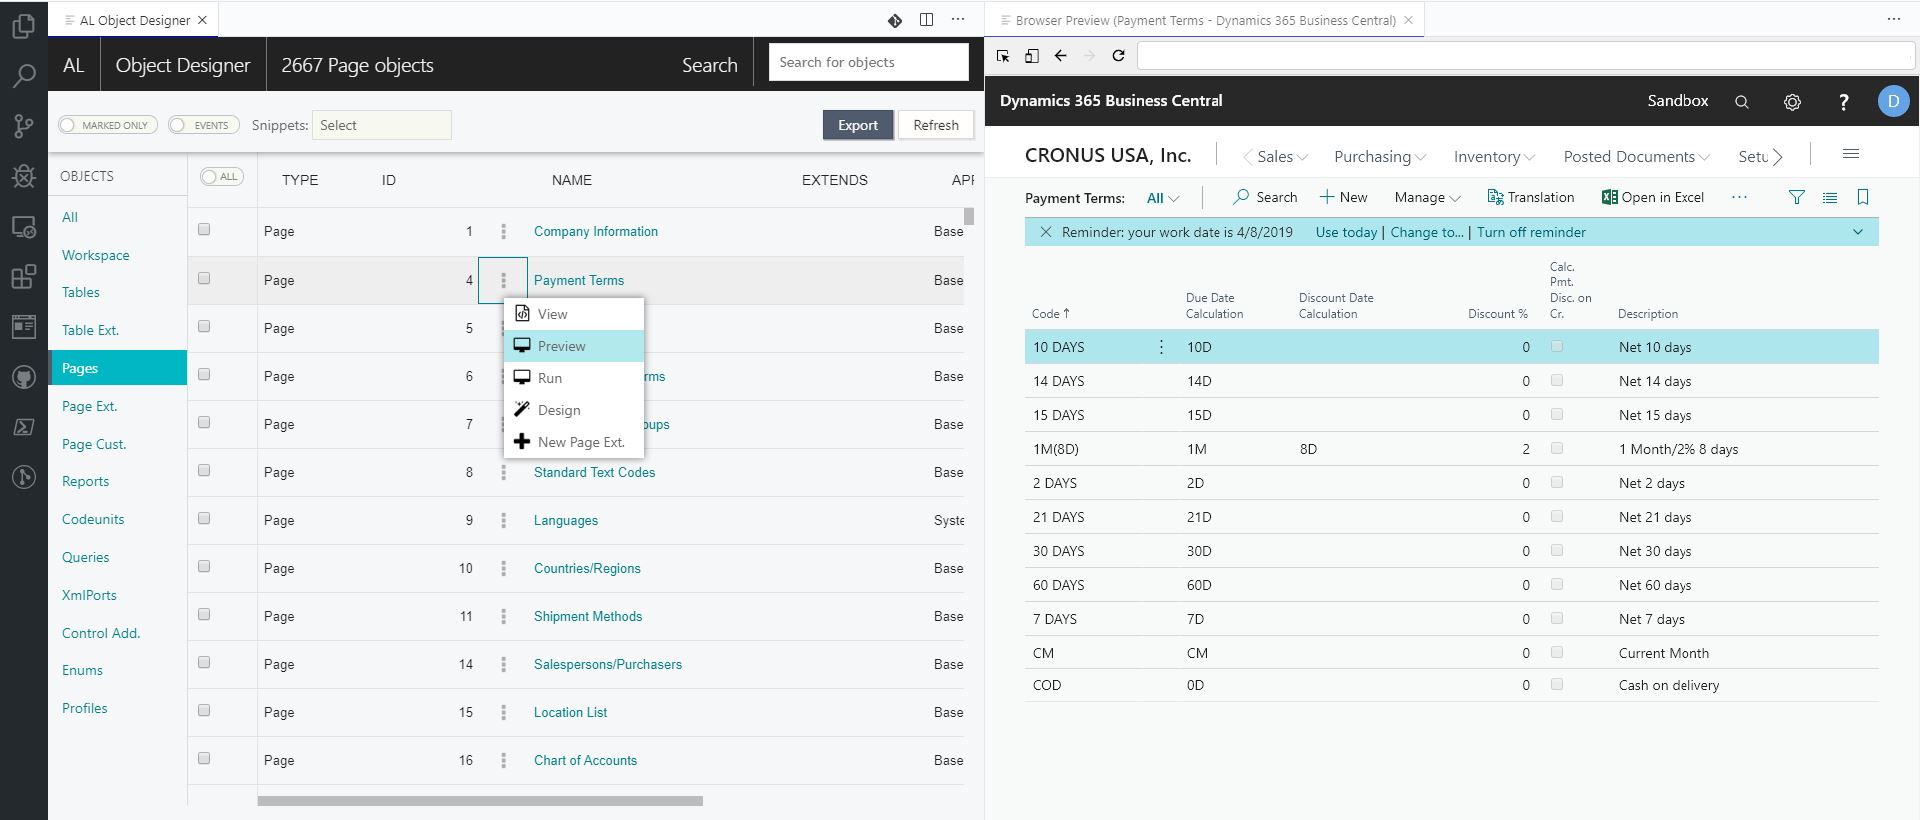 AL Object Designer
Browser Preview (Payment Terms - Dynamics 365 Business Central)
AL
Object Designer
2667 Page objects
Search
Search for objects
MARKED ONLY
EVENTS
Snippets:
Select
Export
Refresh
OBJECTS
All
Workspace
Tables
Table Ext.
Pages
Page Ext.
Page Cust.
Reports
Codeunits
Queries
XmlPorts
Control Add.
Enums
Profiles
ALL
TYPE ID NAME EXTENDS
Page 1 Company Information Base
Page 4 Payment Terms Base
Page 5 Base
Page 6 rms Base
Page 7 oups Base
Page 8 Standard Text Codes Base
Page 9 Languages Syste
Page 10 Countries/Regions Base
Page 11 Shipment Methods Base
Page 14 Salespersons/Purchasers Base
Page 15 Location List Base
Page 16 Chart of Accounts Base
View
Preview
Run
Design
New Page Ext.
Dynamics 365 Business Central
Sandbox
?
D
CRONUS USA, Inc.
Sales
Purchasing
Inventory
Posted Documents
Setu
Payment Terms:
All
Search
New
Manage
Translation
Open in Excel
Reminder: your work date is 4/8/2019 Use today | Change to... | Turn off reminder
Code ↑
Due Date
Calculation
Discount Date
Calculation
Discount %
Calc.
Pmt.
Disc. on
Cr.
Description
10 DAYS 10D 0 Net 10 days
14 DAYS 14D 0 Net 14 days
15 DAYS 15D 0 Net 15 days
1M(8D) 1M 8D 2 1 Month/2% 8 days
2 DAYS 2D 0 Net 2 days
21 DAYS 21D 0 Net 21 days
30 DAYS 30D 0 Net 30 days
60 DAYS 60D 0 Net 60 days
7 DAYS 7D 0 Net 7 days
CM CM 0 Current Month
COD 0D 0 Cash on delivery